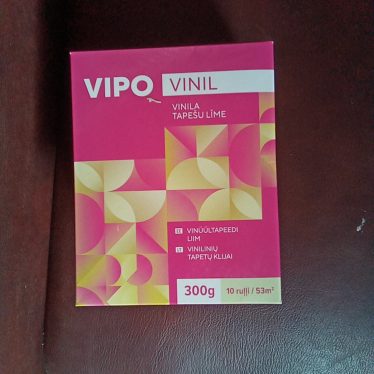 VIPO VINIL
VINILA
TAPEŠU LĪME
EE VINÜÜLTAPEEDI
LIIM
LT VINILINIŲ
TAPETŲ KLIJAI
300g 10 ruļļi / 53m²